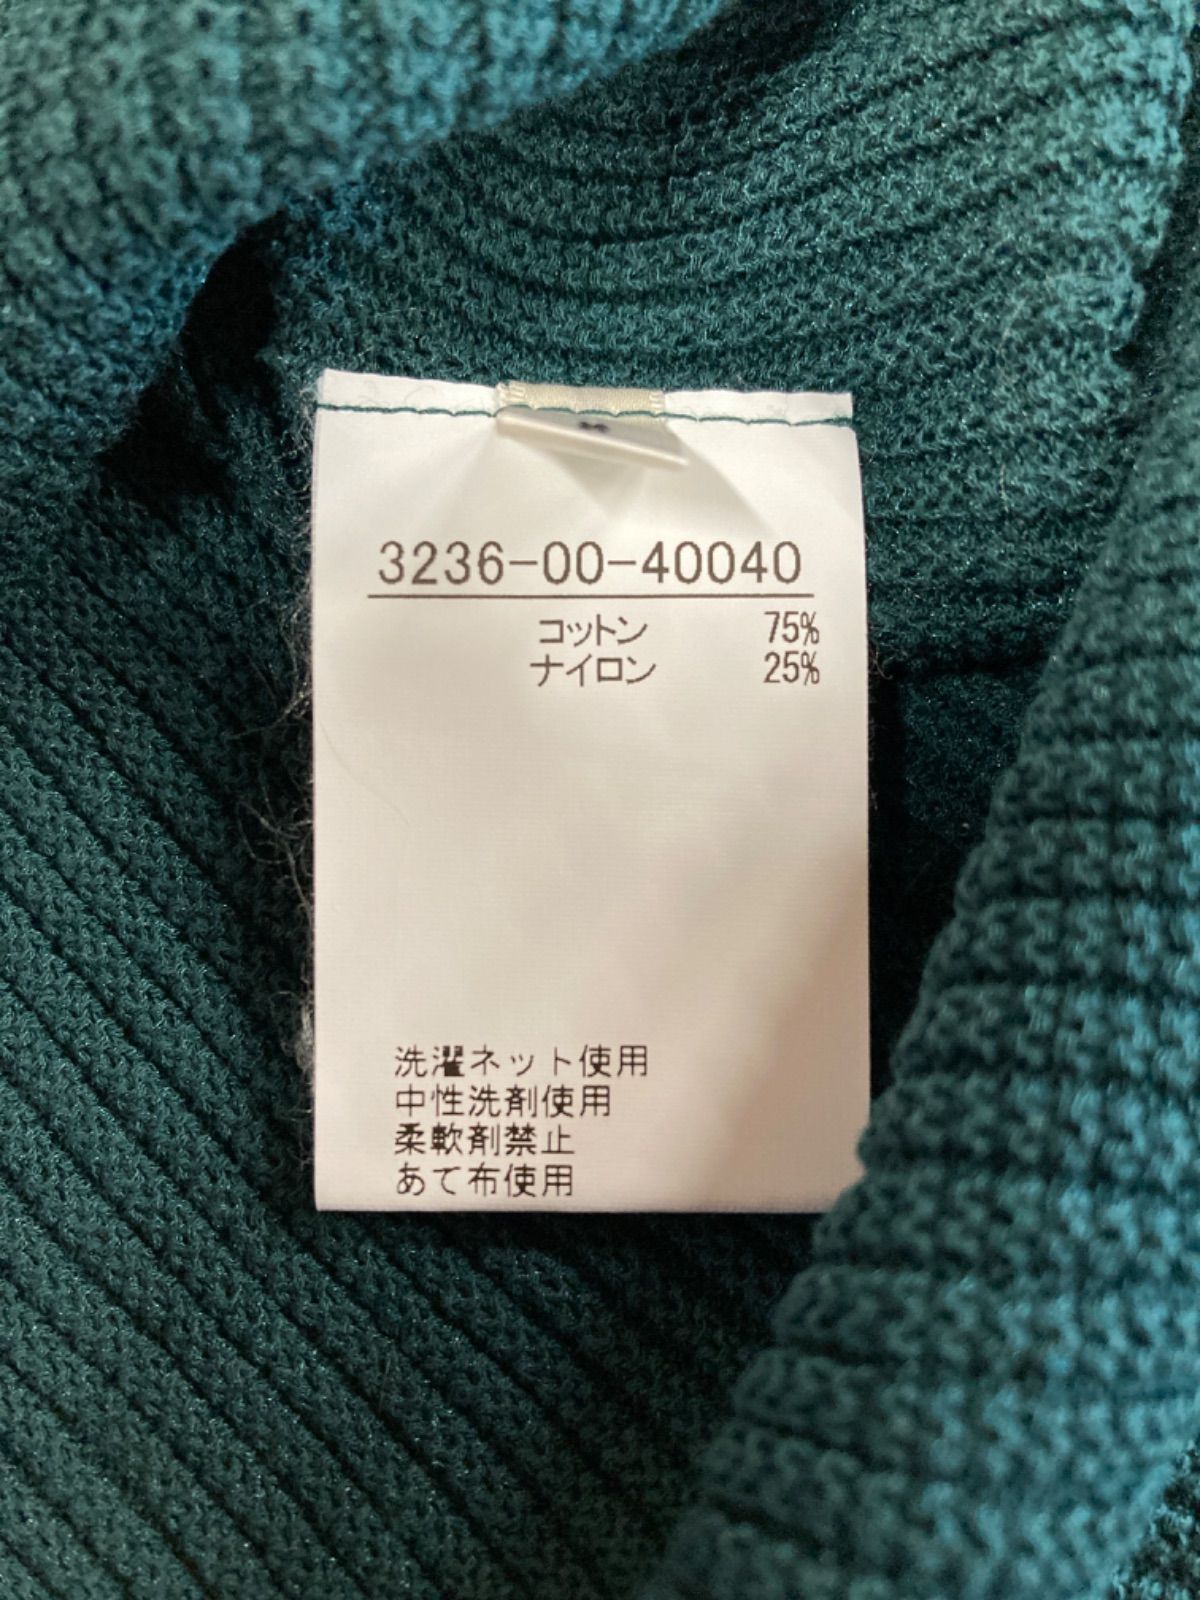 3236-00-40040
コットン 75%
ナイロン 25%
洗濯ネット使用
中性洗剤使用
柔軟剤禁止
あて布使用